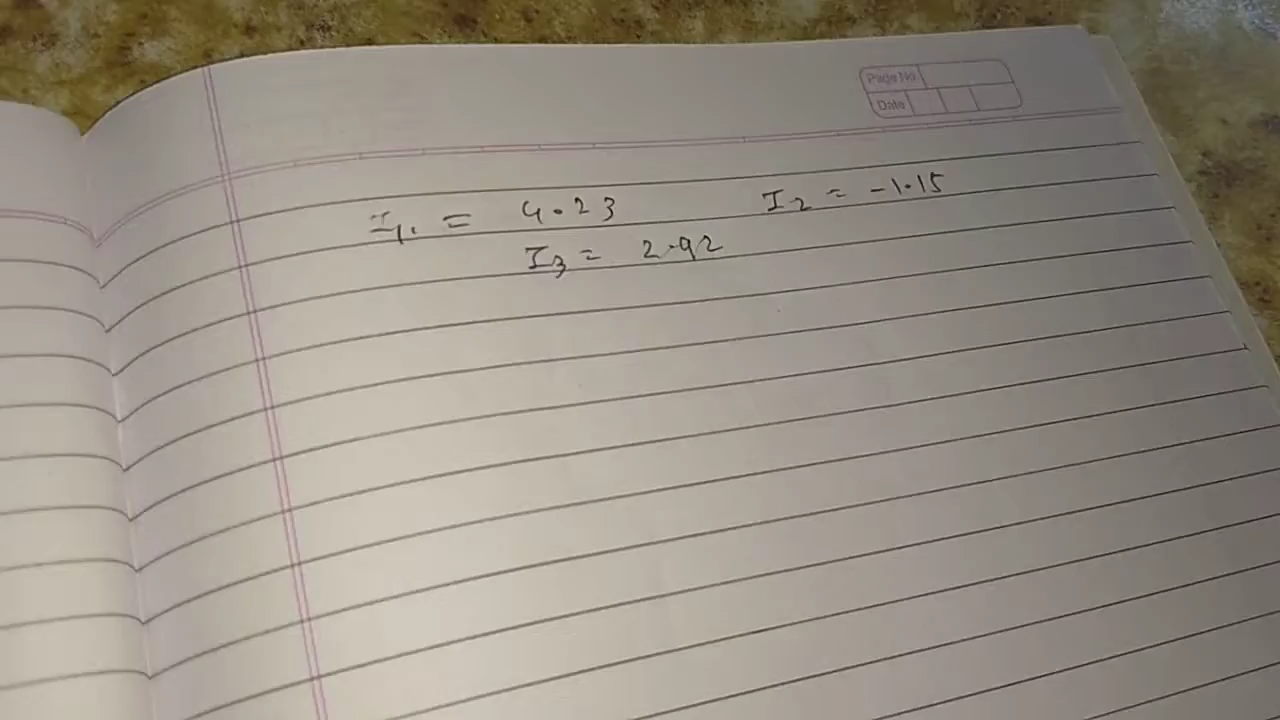 Page No
Date
I1. = 4.23 I2 = -1.15
I3 = 2.92